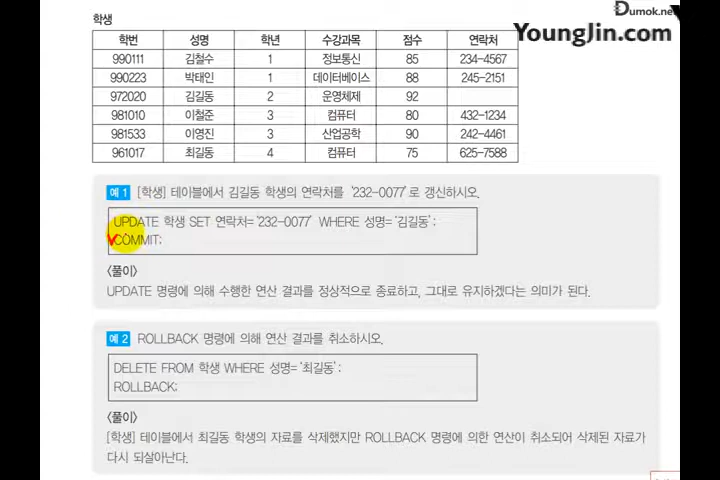 Dumok.ne
YoungJin.com
학생
학번 성명 학년 수강과목 점수 연락처
990111 김철수 1 정보통신 85 234-4567
990223 박태인 1 데이터베이스 88 245-2151
972020 김길동 2 운영체제 92
981010 이철준 3 컴퓨터 80 432-1234
981533 이영진 3 산업공학 90 242-4461
961017 최길동 4 컴퓨터 75 625-7588
예 1 [학생] 테이블에서 김길동 학생의 연락처를 '232-0077'로 갱신하시오.
UPDATE 학생 SET 연락처='232-0077' WHERE 성명='김길동';
COMMIT;
〈풀이〉
UPDATE 명령에 의해 수행한 연산 결과를 정상적으로 종료하고, 그대로 유지하겠다는 의미가 된다.
예 2 ROLLBACK 명령에 의해 연산 결과를 취소하시오.
DELETE FROM 학생 WHERE 성명='최길동';
ROLLBACK;
〈풀이〉
[학생] 테이블에서 최길동 학생의 자료를 삭제했지만 ROLLBACK 명령에 의한 연산이 취소되어 삭제된 자료가
다시 되살아난다.